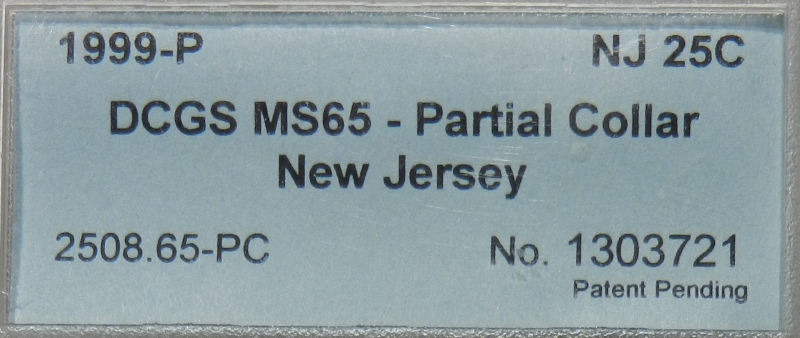 1999-P NJ 25C
DCGS MS65 - Partial Collar
New Jersey
2508.65-PC No. 1303721
Patent Pending